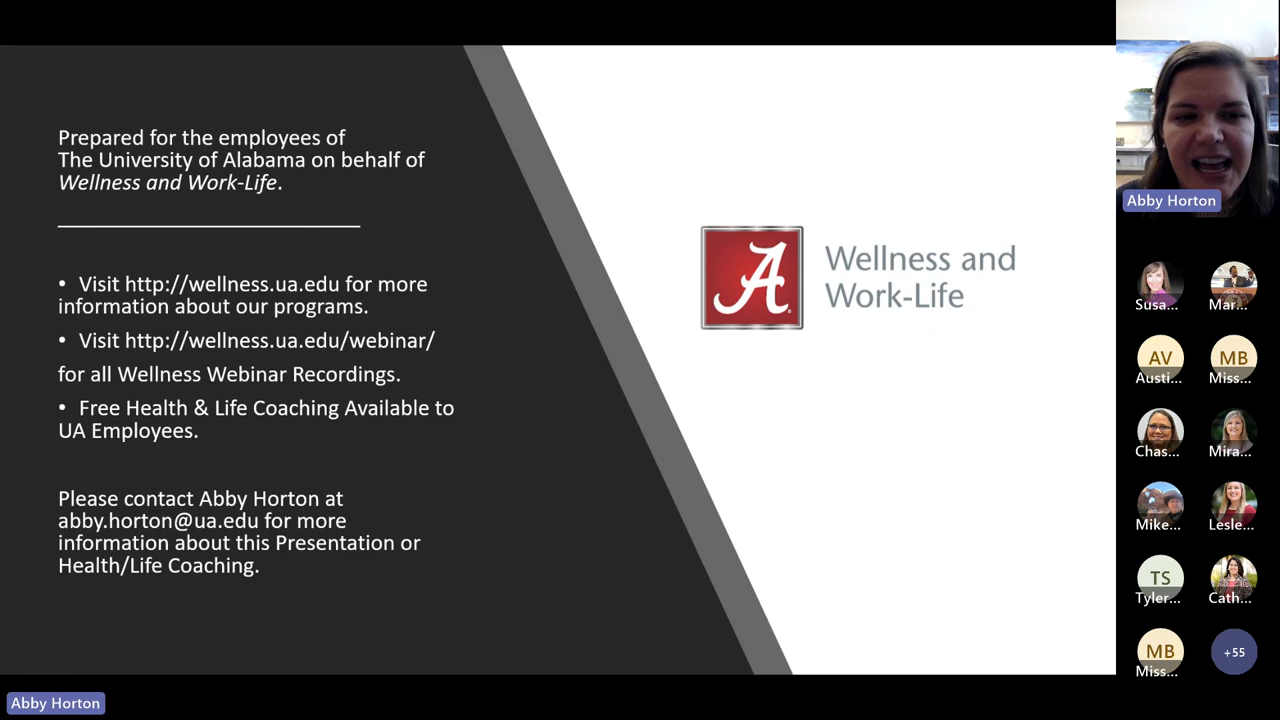 Prepared for the employees of
The University of Alabama on behalf of
Wellness and Work-Life.
• Visit http://wellness.ua.edu for more
information about our programs.
• Visit http://wellness.ua.edu/webinar/
for all Wellness Webinar Recordings.
• Free Health & Life Coaching Available to
UA Employees.
Please contact Abby Horton at
abby.horton@ua.edu for more
information about this Presentation or
Health/Life Coaching.
A
Wellness and
Work-Life
Abby Horton
Susa...
Mar...
AV
Austi...
MB
Miss...
Chas...
Mira...
Mike...
Lesle...
TS
Tyler...
Cath...
MB
Miss...
+55
Abby Horton